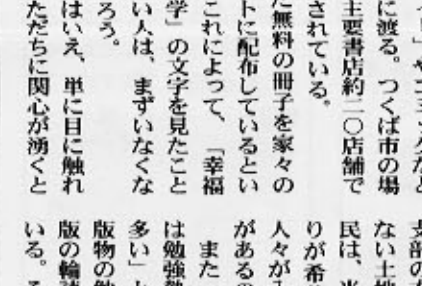 に渡る。つくば市の場
主要書店約二〇店舗で
されている。
た無料の冊子を家々の
トに配布しているとい
これによって、「幸福
学」の文字を見たこと
い人は、まずいなくな
ろう。
はいえ、単に目に触れ
ただちに関心が湧くと
支部の
ない土地
民は、
りが希
人々が
があるの
また
は勉強熱
多い」
版物の勉
版の輪読
いる。